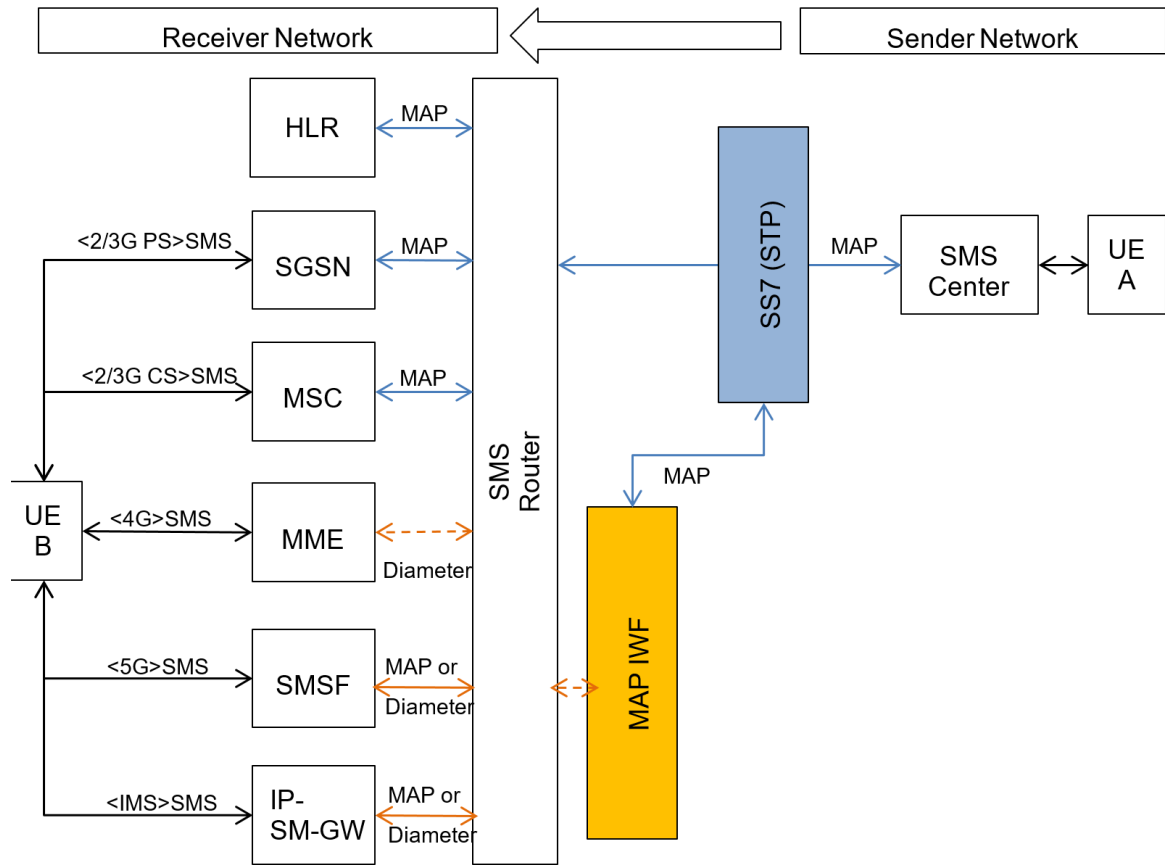 Receiver Network
Sender Network
HLR
MAP
<2/3G PS>SMS
SGSN
MAP
SS7 (STP)
MAP
SMS
Center
UE
A
<2/3G CS>SMS
MSC
MAP
SMS
Router
MAP
UE
B
<4G>SMS
MME
Diameter
<5G>SMS
SMSF
MAP or
Diameter
MAP IWF
<IMS>SMS
IP-
SM-GW
MAP or
Diameter